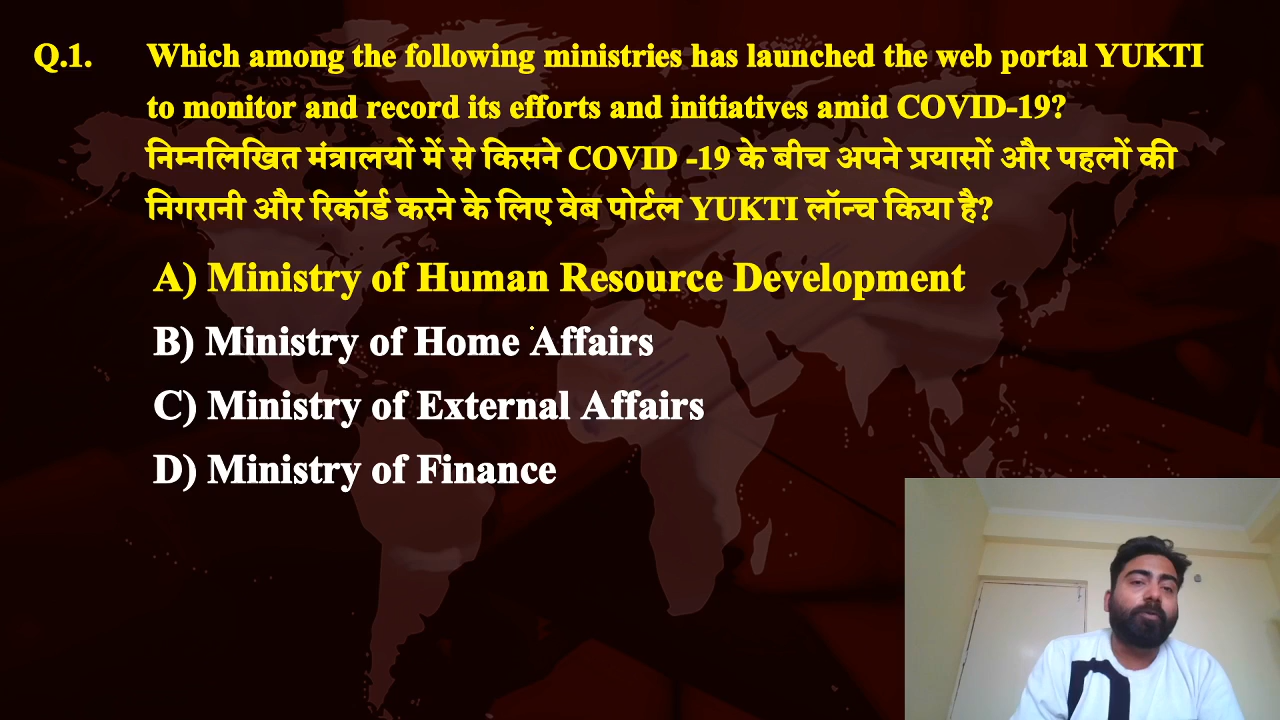 Q.1. Which among the following ministries has launched the web portal YUKTI
to monitor and record its efforts and initiatives amid COVID-19?
निम्नलिखित मंत्रालयों में से किसने COVID -19 के बीच अपने प्रयासों और पहलों की
निगरानी और रिकॉर्ड करने के लिए वेब पोर्टल YUKTI लॉन्च किया है?
A) Ministry of Human Resource Development
B) Ministry of Home Affairs
C) Ministry of External Affairs
D) Ministry of Finance